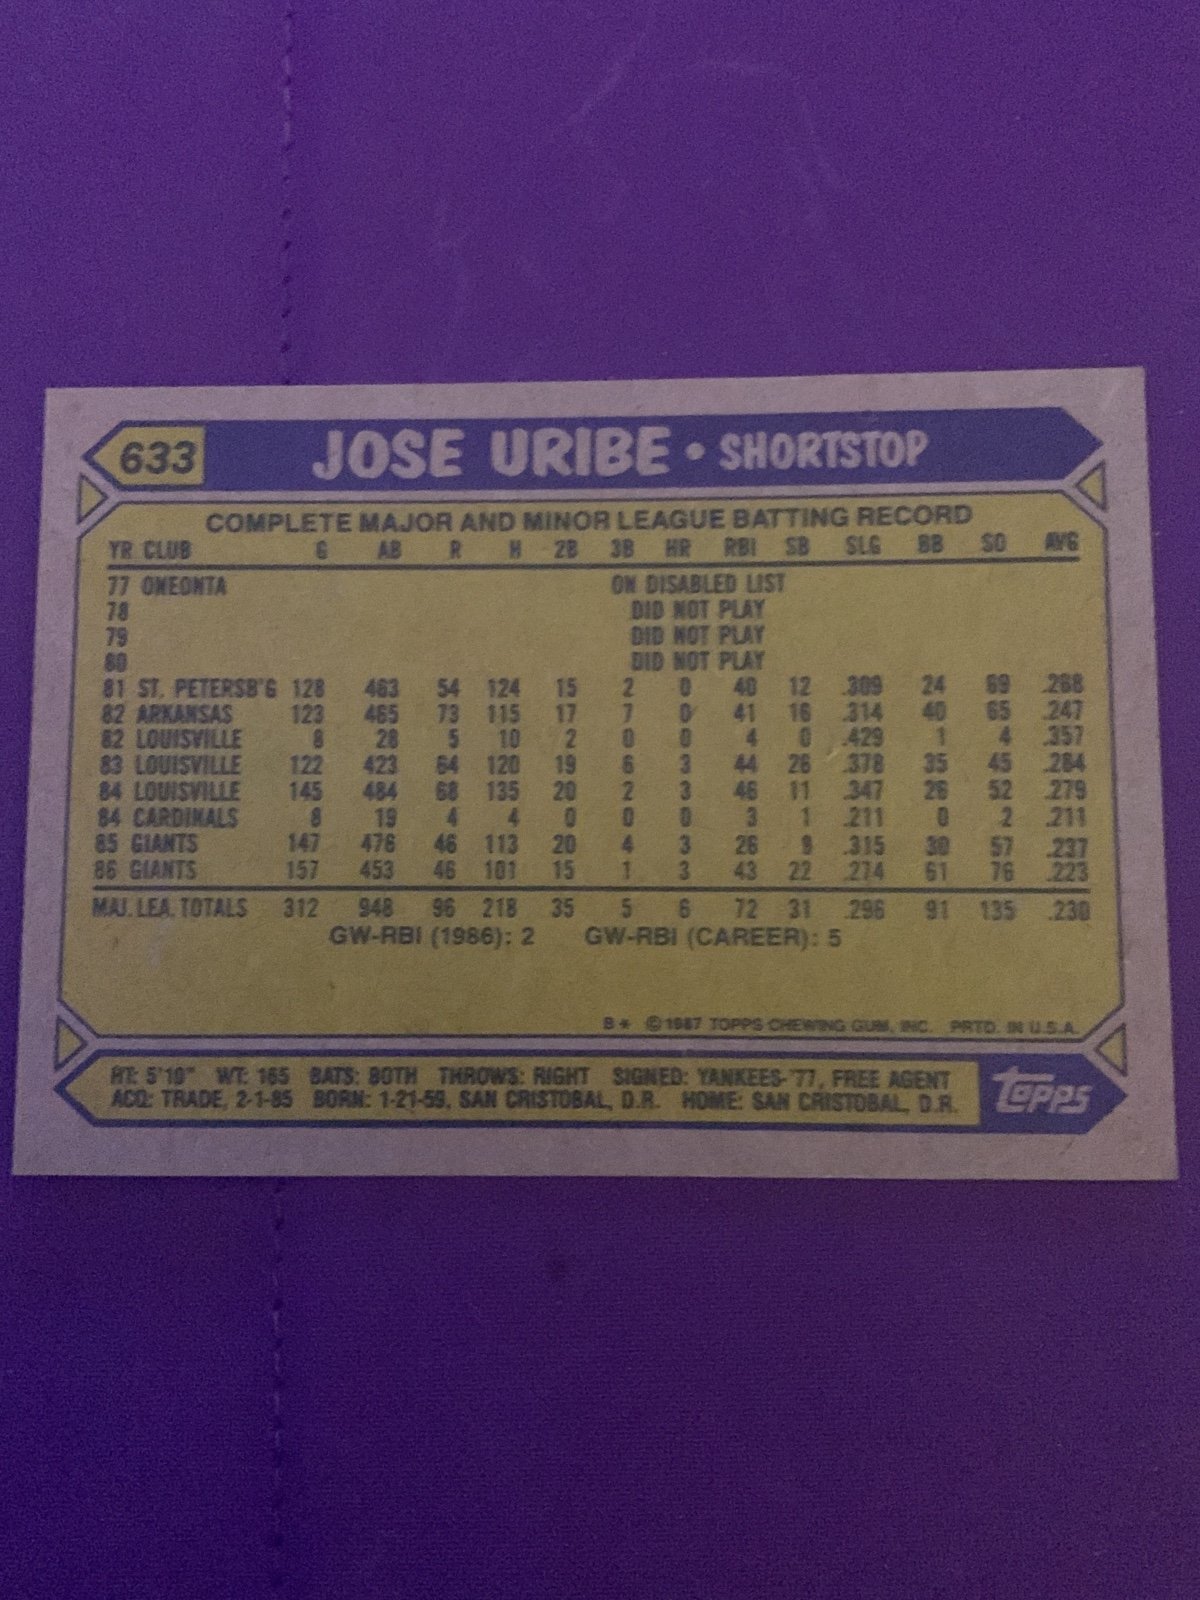 633 JOSE URIBE • SHORTSTOP
COMPLETE MAJOR AND MINOR LEAGUE BATTING RECORD
YR CLUB G AB R H 2B 3B HR RBI SB SLG BB SO AVG
77 ONEONTA ON DISABLED LIST
78 DID NOT PLAY
79 DID NOT PLAY
80 DID NOT PLAY
81 ST. PETERSB'G 128 463 54 124 15 2 0 40 12 .309 24 69 .268
82 ARKANSAS 123 465 73 115 17 7 0 41 16 .314 40 65 .247
82 LOUISVILLE 8 28 5 10 2 0 0 4 0 .429 1 4 .357
83 LOUISVILLE 122 423 64 120 19 6 3 44 26 .378 35 45 .284
84 LOUISVILLE 145 484 68 135 20 2 3 46 11 .347 26 52 .279
84 CARDINALS 8 19 4 4 0 0 0 3 1 .211 0 2 .211
85 GIANTS 147 476 46 113 20 4 3 26 9 .315 30 57 .237
86 GIANTS 157 453 46 101 15 1 3 43 22 .274 61 76 .223
MAJ. LEA. TOTALS 312 948 96 218 35 5 6 72 31 .296 91 135 .230
GW-RBI (1986): 2 GW-RBI (CAREER): 5
B* ©1987 TOPPS CHEWING GUM, INC. PRTD. IN U.S.A.
HT: 5'10" WT: 165 BATS: BOTH THROWS: RIGHT SIGNED: YANKEES-'77, FREE AGENT
ACQ: TRADE, 2-1-85 BORN: 1-21-59, SAN CRISTOBAL, D.R. HOME: SAN CRISTOBAL, D.R.
topps